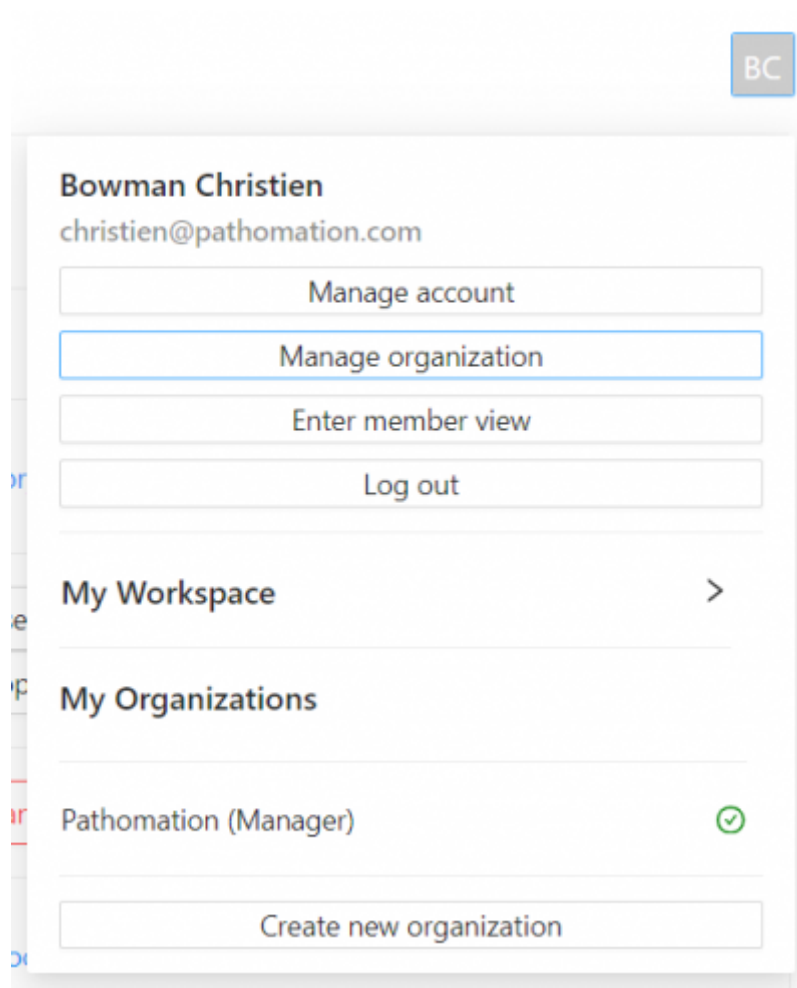 BC
Bowman Christien
christien@pathomation.com
Manage account
Manage organization
Enter member view
Log out
My Workspace
My Organizations
Pathomation (Manager)
Create new organization